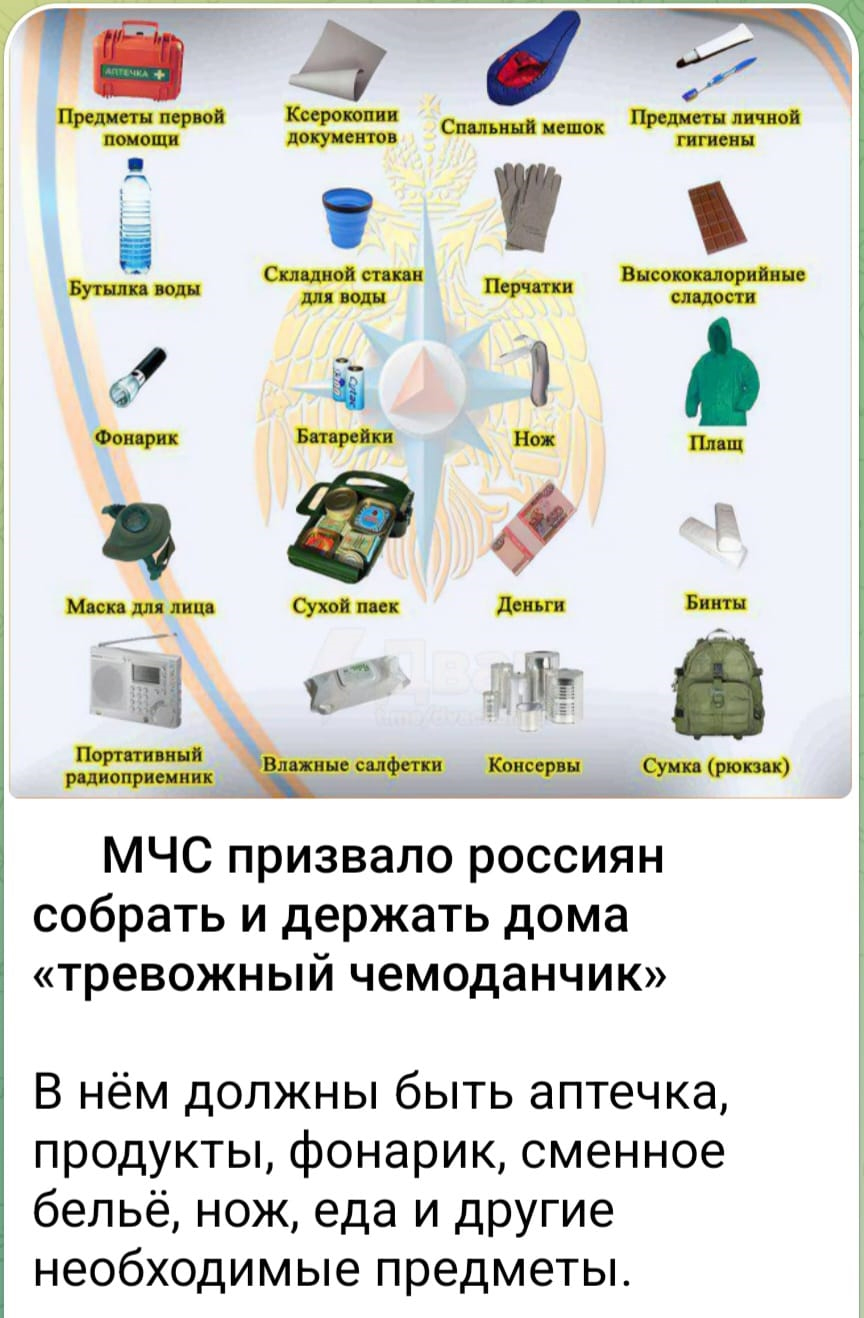 АПТЕЧКА
Предметы первой
помощи
Ксерокопии
документов
Спальный мешок
Предметы личной
гигиены
Бутылка воды
Складной стакан
для воды
Перчатки
Высококалорийные
сладости
Фонарик
Батарейки
Нож
Плащ
Маска для лица
Сухой паек
Деньги
Бинты
Портативный
радиоприемник
Влажные салфетки
Консервы
Сумка (рюкзак)
МЧС призвало россиян
собрать и держать дома
«тревожный чемоданчик»
В нём должны быть аптечка,
продукты, фонарик, сменное
бельё, нож, еда и другие
необходимые предметы.